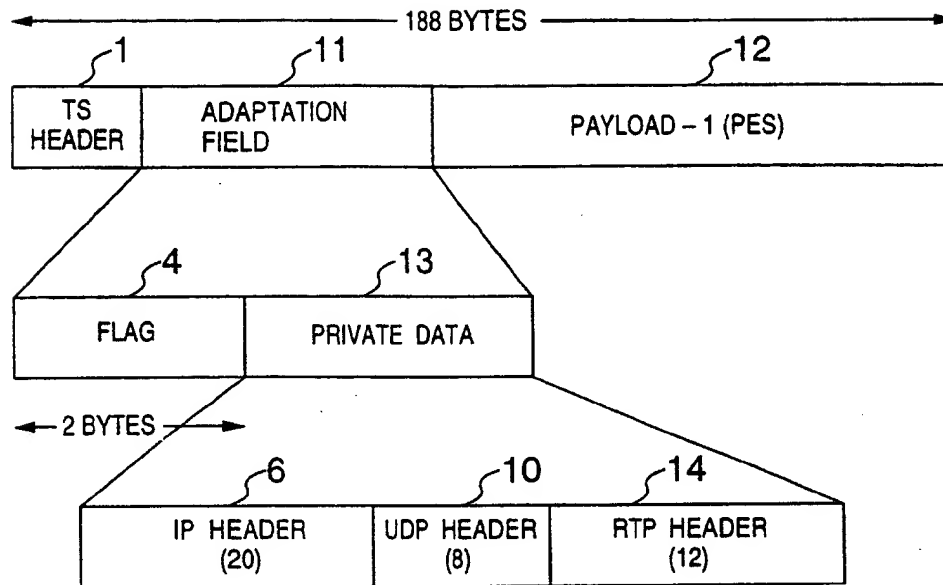 188 BYTES
1 11 12
TS HEADER
ADAPTATION FIELD
PAYLOAD – 1 (PES)
4 13
FLAG
PRIVATE DATA
2 BYTES
6 10 14
IP HEADER (20)
UDP HEADER (8)
RTP HEADER (12)